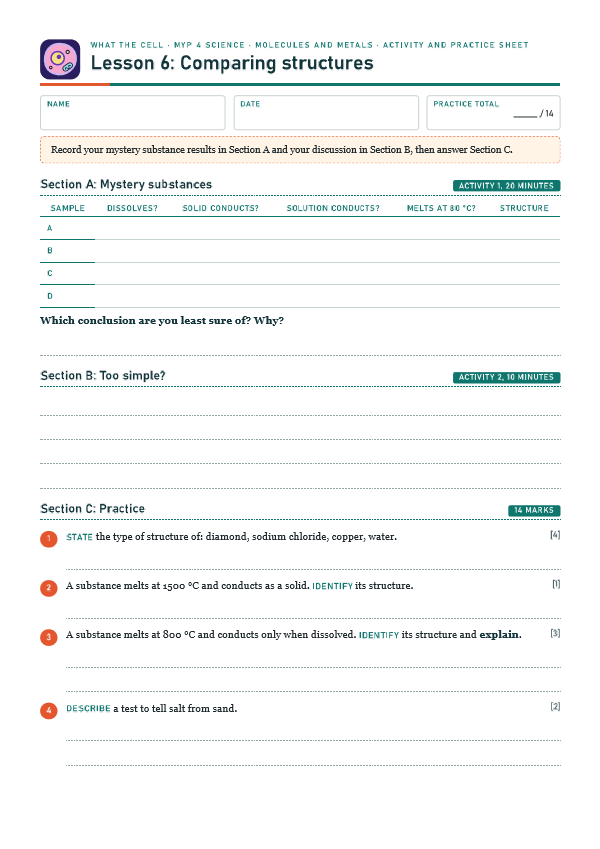 WHAT THE CELL · MYP 4 SCIENCE · MOLECULES AND METALS · ACTIVITY AND PRACTICE SHEET
Lesson 6: Comparing structures
NAME DATE PRACTICE TOTAL
_____ / 14
Record your mystery substance results in Section A and your discussion in Section B, then answer Section C.
Section A: Mystery substances ACTIVITY 1, 20 MINUTES
SAMPLE DISSOLVES? SOLID CONDUCTS? SOLUTION CONDUCTS? MELTS AT 80 °C? STRUCTURE
A
B
C
D
Which conclusion are you least sure of? Why?
Section B: Too simple? ACTIVITY 2, 10 MINUTES
Section C: Practice 14 MARKS
1 STATE the type of structure of: diamond, sodium chloride, copper, water. [4]
2 A substance melts at 1500 °C and conducts as a solid. IDENTIFY its structure. [1]
3 A substance melts at 800 °C and conducts only when dissolved. IDENTIFY its structure and explain. [3]
4 DESCRIBE a test to tell salt from sand. [2]